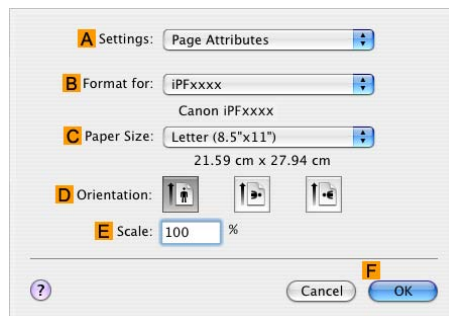 A Settings: Page Attributes
B Format for: iPFxxxx
Canon iPFxxxx
C Paper Size: Letter (8.5"x11")
21.59 cm x 27.94 cm
D Orientation:
E Scale: 100 %
F
? Cancel OK